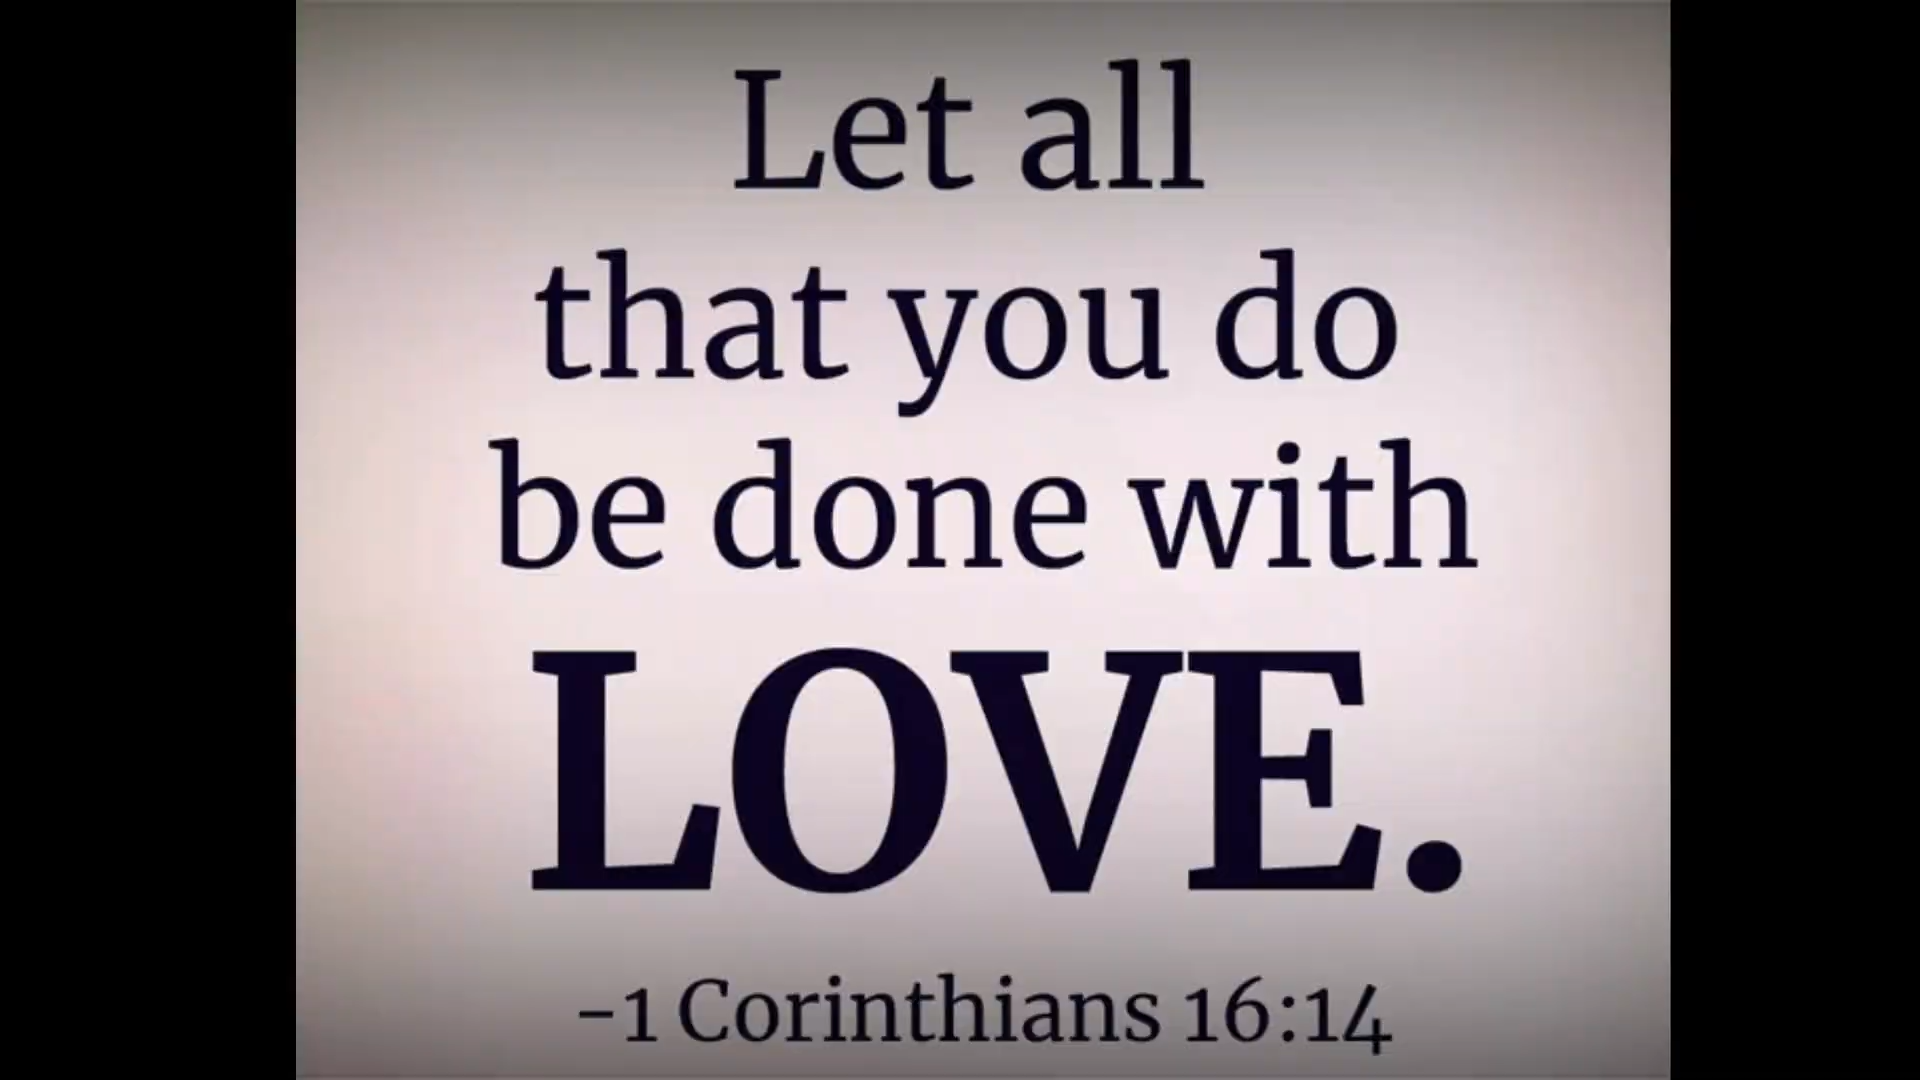 Let all
that you do
be done with
LOVE.
-1 Corinthians 16:14